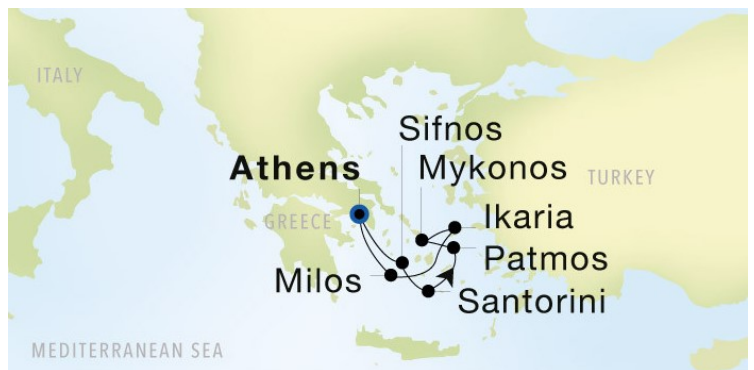 ITALY
Sifnos
Athens
Mykonos
TURKEY
GREECE
Ikaria
Patmos
Milos
Santorini
MEDITERRANEAN SEA